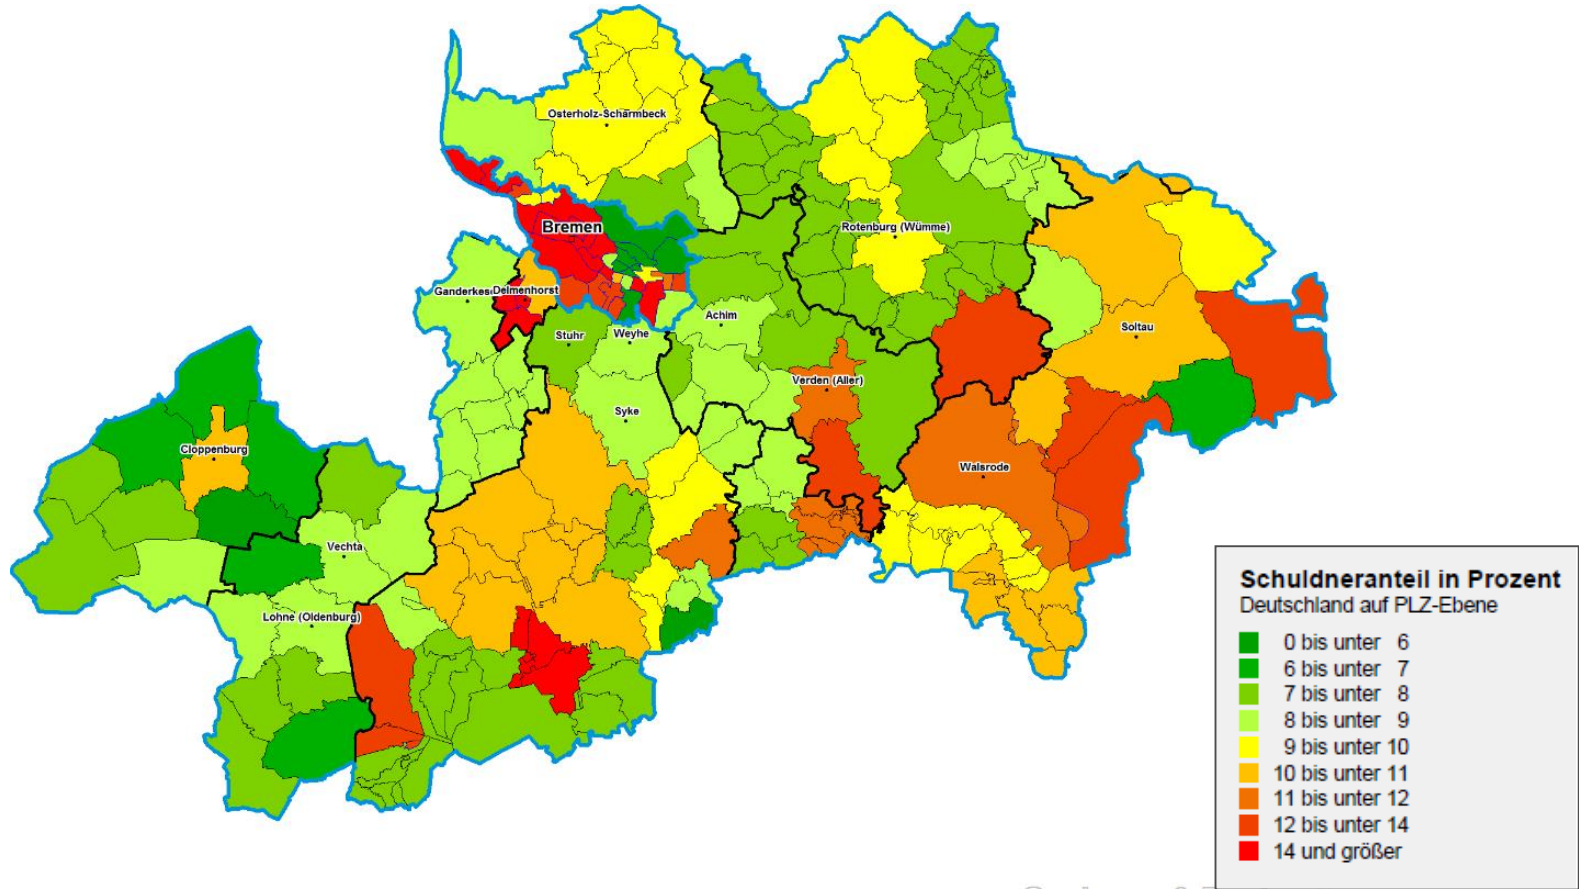 Osterholz-Scharmbeck
Bremen
Rotenburg (Wümme)
Ganderkesee
Delmenhorst
Achim
Soltau
Stuhr
Weyhe
Verden (Aller)
Syke
Cloppenburg
Walsrode
Vechta
Lohne (Oldenburg)
Schuldneranteil in Prozent
Deutschland auf PLZ-Ebene
0 bis unter 6
6 bis unter 7
7 bis unter 8
8 bis unter 9
9 bis unter 10
10 bis unter 11
11 bis unter 12
12 bis unter 14
14 und größer